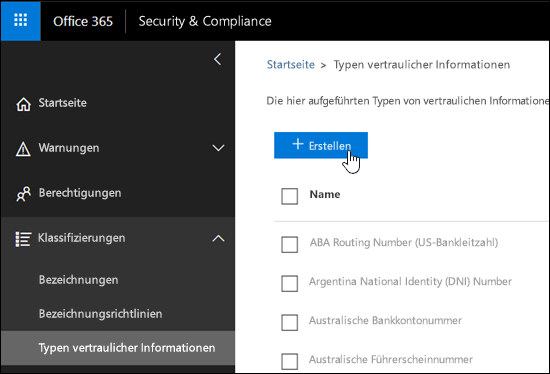 Office 365 Security & Compliance
Startseite > Typen vertraulicher Informationen
Startseite
Die hier aufgeführten Typen von vertraulichen Informatione
Warnungen
+ Erstellen
Berechtigungen
Name
Klassifizierungen
ABA Routing Number (US-Bankleitzahl)
Bezeichnungen
Argentina National Identity (DNI) Number
Bezeichnungsrichtlinien
Australische Bankkontonummer
Typen vertraulicher Informationen
Australische Führerscheinnummer